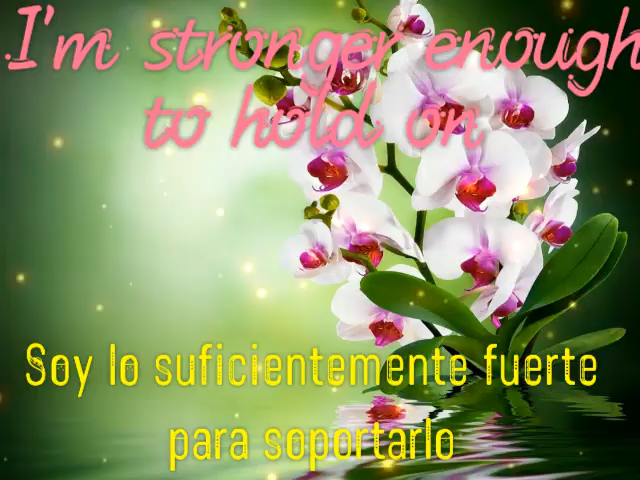 I'm stronger enough
to hold on
Soy lo suficientemente fuerte
para soportarlo